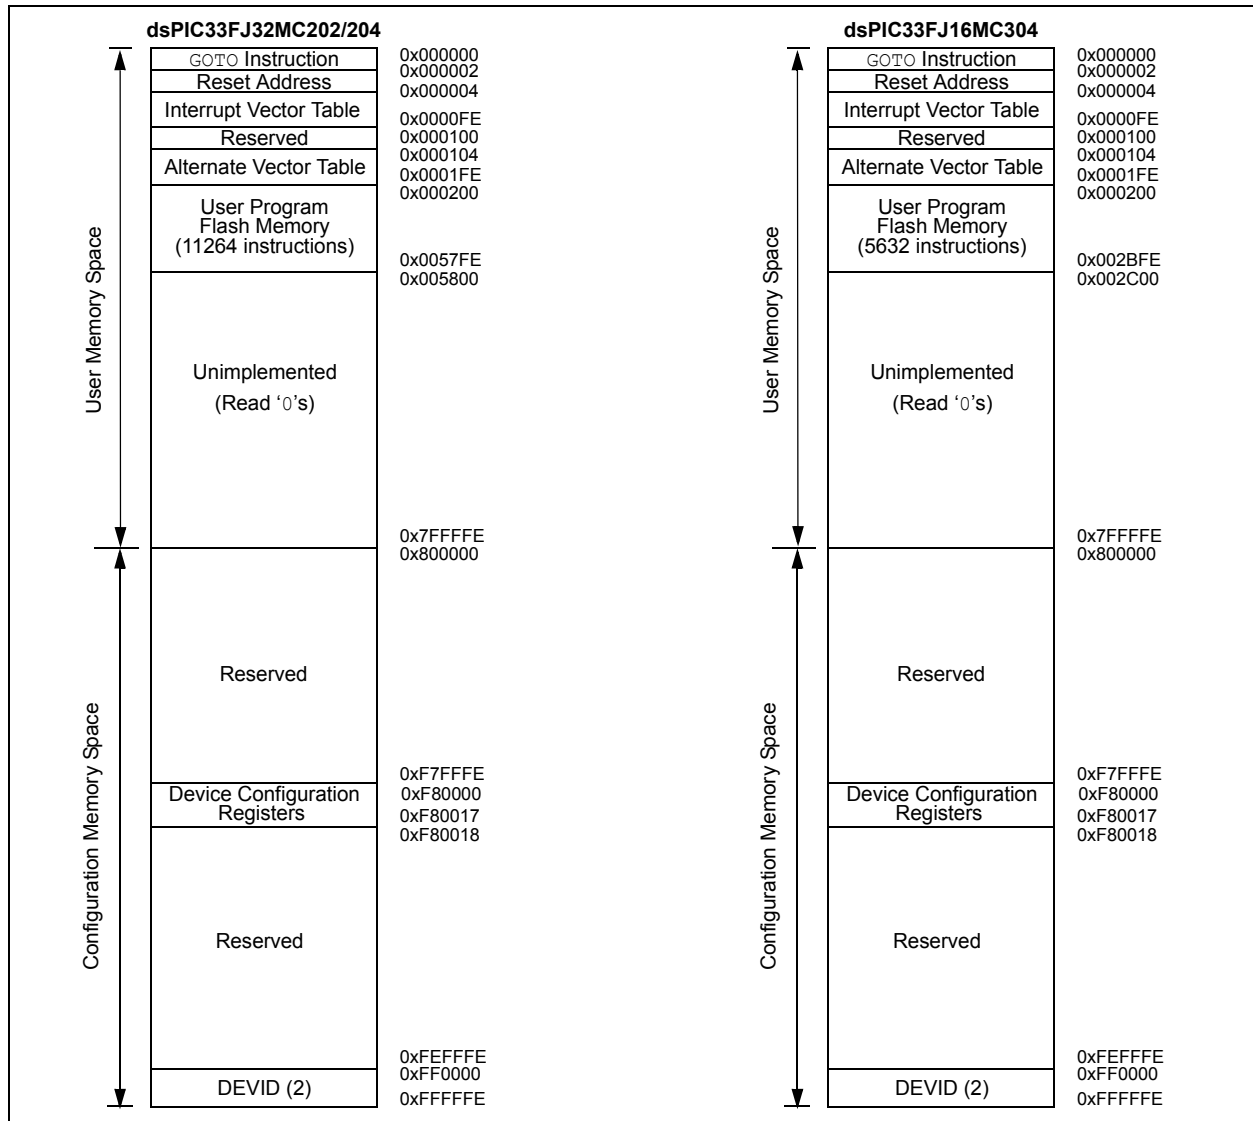 dsPIC33FJ32MC202/204
GOTO Instruction
0x000000
0x000002
Reset Address
0x000004
Interrupt Vector Table
0x0000FE
Reserved
0x000100
0x000104
Alternate Vector Table
0x0001FE
0x000200
User Program
Flash Memory
(11264 instructions)
0x0057FE
0x005800
User Memory Space
Unimplemented
(Read ‘0’s)
0x7FFFFE
0x800000
Reserved
Configuration Memory Space
0xF7FFFE
Device Configuration
Registers
0xF80000
0xF80017
0xF80018
Reserved
0xFEFFFE
0xFF0000
DEVID (2)
0xFFFFFE
dsPIC33FJ16MC304
GOTO Instruction
0x000000
0x000002
Reset Address
0x000004
Interrupt Vector Table
0x0000FE
Reserved
0x000100
0x000104
Alternate Vector Table
0x0001FE
0x000200
User Program
Flash Memory
(5632 instructions)
0x002BFE
0x002C00
User Memory Space
Unimplemented
(Read ‘0’s)
0x7FFFFE
0x800000
Reserved
Configuration Memory Space
0xF7FFFE
Device Configuration
Registers
0xF80000
0xF80017
0xF80018
Reserved
0xFEFFFE
0xFF0000
DEVID (2)
0xFFFFFE